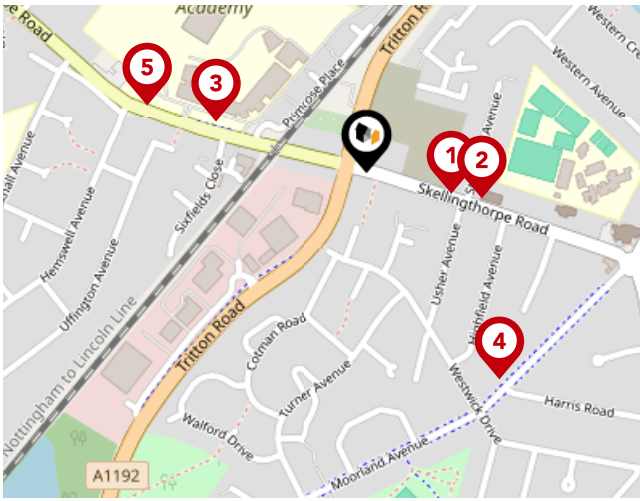 Academy
e Road
Tritton R
Western Cre
Western Avenue
5
3
Primrose Place
Avenue
1
2
Skellingthorpe Road
Sixfields Close
Hemswell Avenue
Uffington Avenue
Usher Avenue
Highfield Avenue
Nottingham to Lincoln Line
Tritton Road
Cotman Road
4
Turner Avenue
Westwick Drive
Harris Road
Walford Drive
Moorland Avenue
A1192